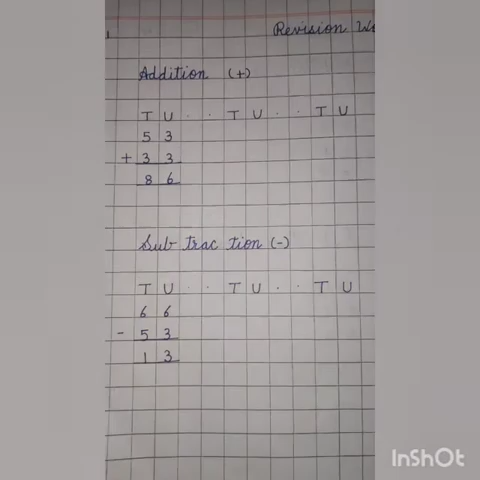 Revision
Addition (+)
T U . . T U . . T U
5 3
+ 3 3
8 6
Sub trac tion (-)
T U . . T U . . T U
6 6
- 5 3
1 3
InShOt